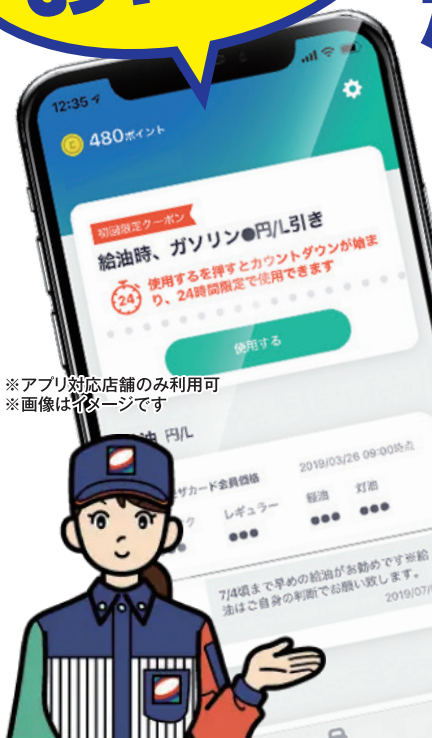 12:35
480ポイント
初回限定クーポン
給油時、ガソリン●円/L引き
24
使用するを押すとカウントダウンが始ま
り、24時間限定で使用できます
使用する
※アプリ対応店舗のみ利用可
※画像はイメージです
油 円/L
カード会員価格
2019/03/26 09:00時点
ク レギュラー 軽油 灯油
●●● ●●● ●●●
7/4頃まで早めの給油がお勧めです※給
油はご自身の判断でお願い致します。
2019/07/